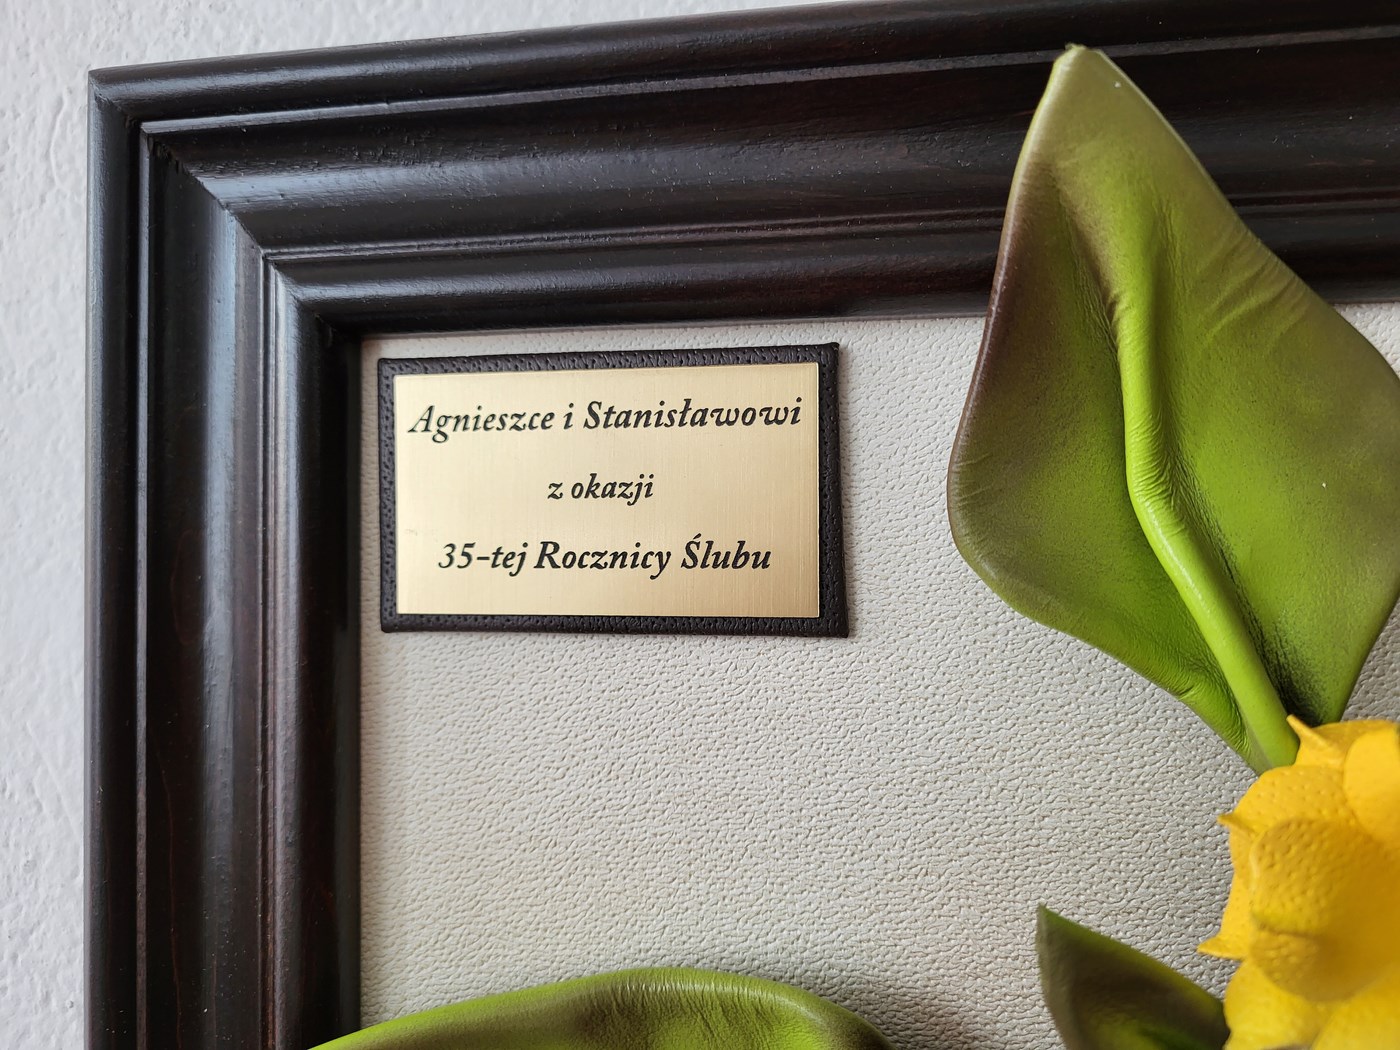 Agnieszce i Stanisławowi
z okazji
35-tej Rocznicy Ślubu